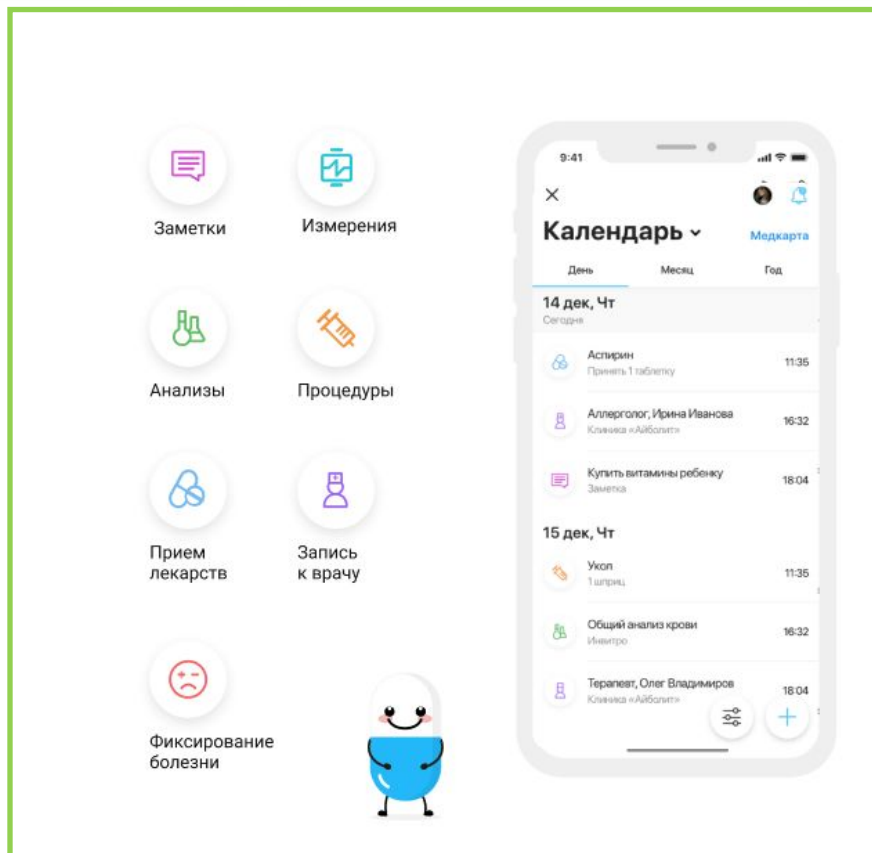 Заметки
Измерения
Анализы
Процедуры
Прием
лекарств
Запись
к врачу
Фиксирование
болезни
9:41
Календарь
Медкарта
День
Месяц
Год
14 дек, Чт
Сегодня
Аспирин
11:35
Принять 1 таблетку
Аллерголог, Ирина Иванова
16:32
Клиника «Айболит»
Купить витамины ребенку
18:04
Заметка
15 дек, Чт
Укол
11:35
1 шприц
Общий анализ крови
16:32
Инвитро
Терапевт, Олег Владимиров
18:04
Клиника «Айболит»